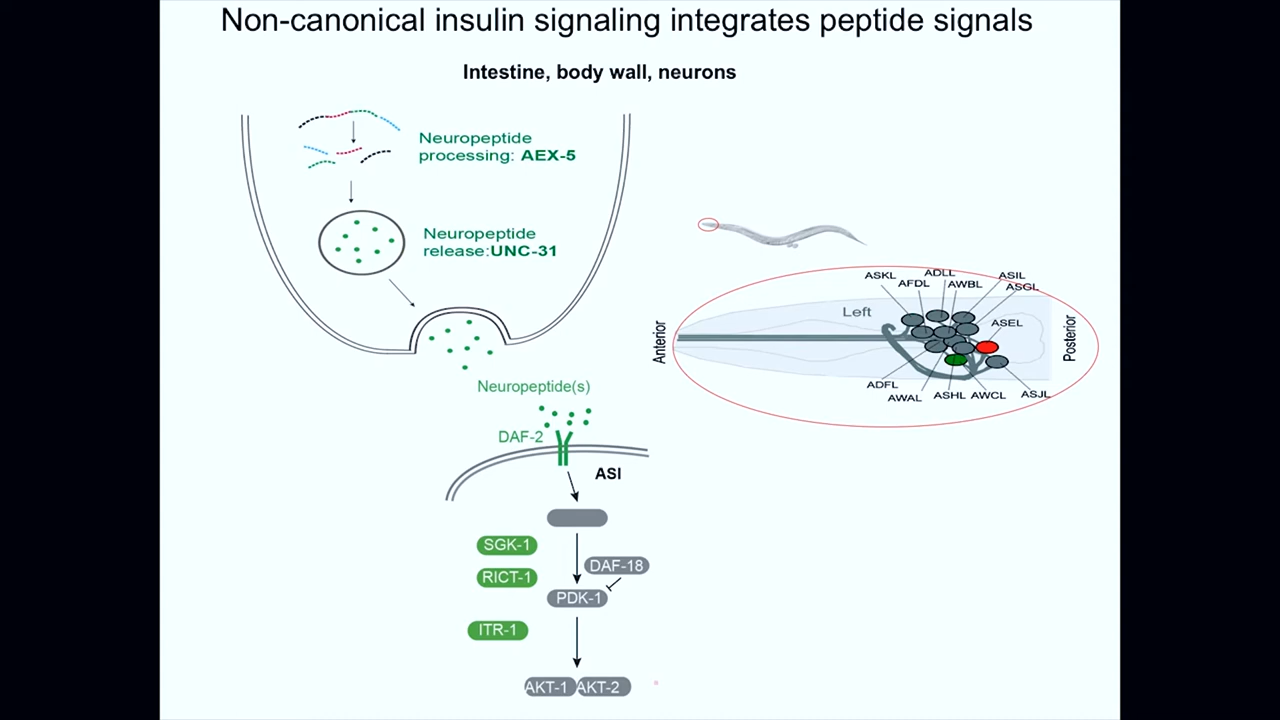 Non-canonical insulin signaling integrates peptide signals
Intestine, body wall, neurons
Neuropeptide
processing: AEX-5
Neuropeptide
release:UNC-31
Neuropeptide(s)
DAF-2
ASI
SGK-1
DAF-18
RICT-1
PDK-1
ITR-1
AKT-1 AKT-2
ASKL
ADLL
ASIL
AFDL
AWBL
ASGL
Left
ASEL
Anterior
Posterior
ADFL
AWAL
ASHL
AWCL
ASJL